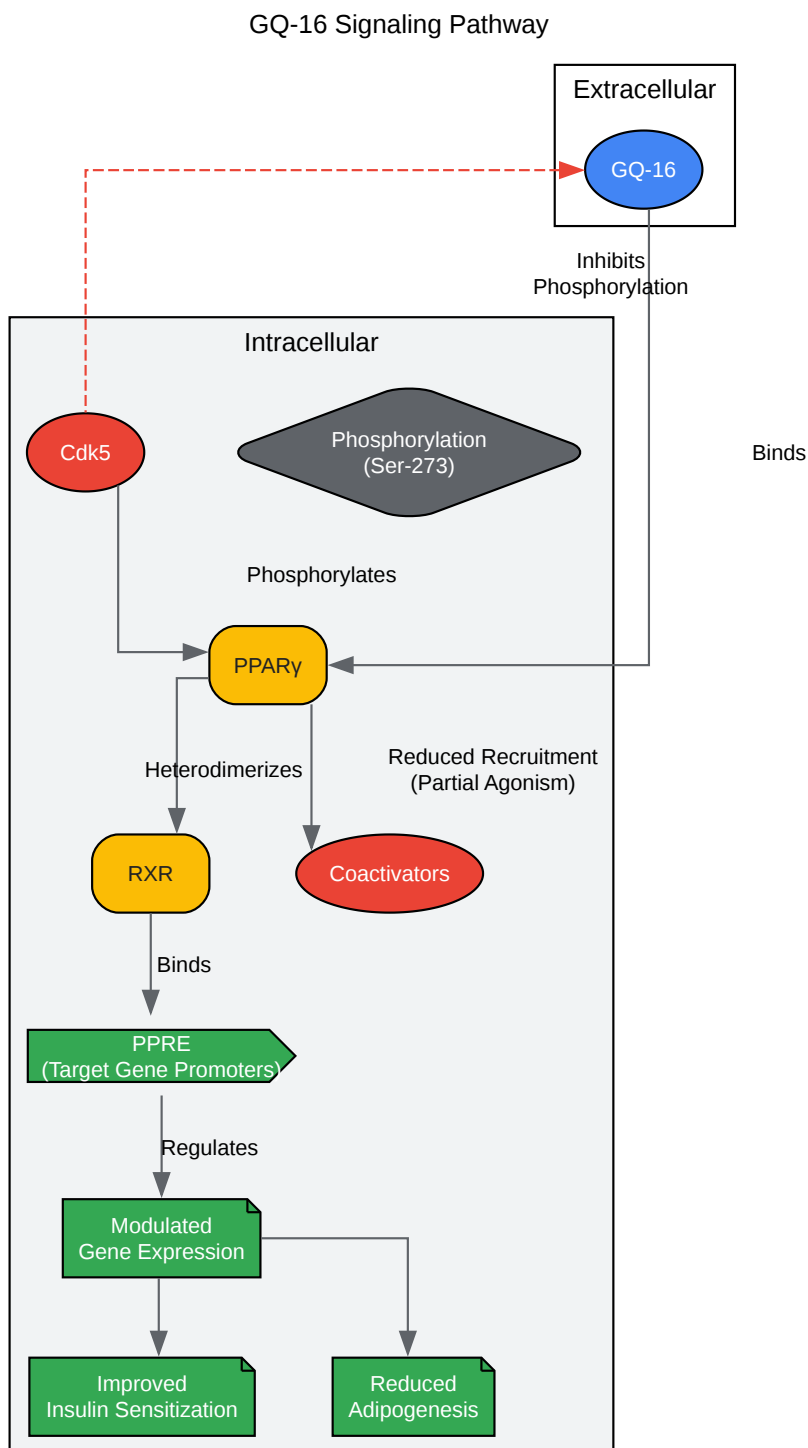 GQ-16 Signaling Pathway
Extracellular
GQ-16
Inhibits
Phosphorylation
Intracellular
Cdk5
Phosphorylation
(Ser-273)
Binds
Phosphorylates
PPARγ
Heterodimerizes
Reduced Recruitment
(Partial Agonism)
RXR
Coactivators
Binds
PPRE
(Target Gene Promoters)
Regulates
Modulated
Gene Expression
Improved
Insulin Sensitization
Reduced
Adipogenesis